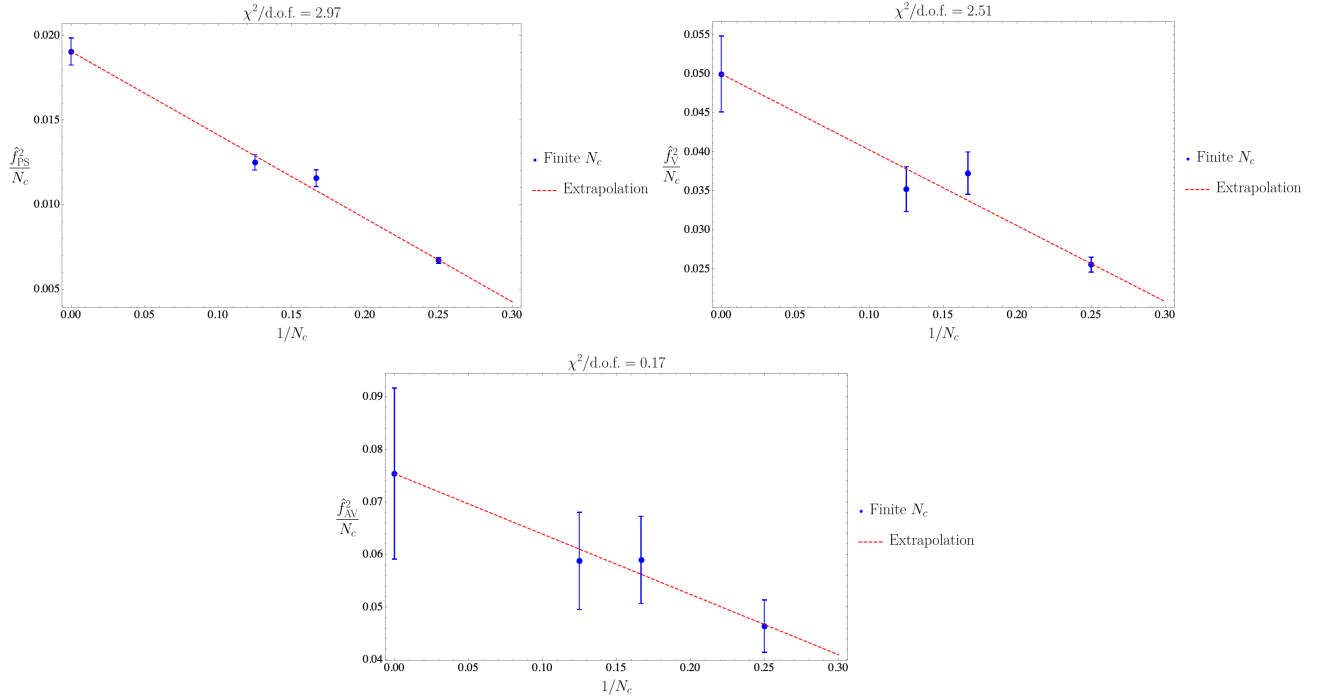 χ²/d.o.f. = 2.97
0.020
0.015
0.010
0.005
f̂²_PS
N_c
0.00 0.05 0.10 0.15 0.20 0.25 0.30
1/N_c
Finite N_c
Extrapolation
χ²/d.o.f. = 2.51
0.055
0.050
0.045
0.040
0.035
0.030
0.025
f̂²_V
N_c
0.00 0.05 0.10 0.15 0.20 0.25 0.30
1/N_c
Finite N_c
Extrapolation
χ²/d.o.f. = 0.17
0.09
0.08
0.07
0.06
0.05
0.04
f̂²_AV
N_c
0.00 0.05 0.10 0.15 0.20 0.25 0.30
1/N_c
Finite N_c
Extrapolation